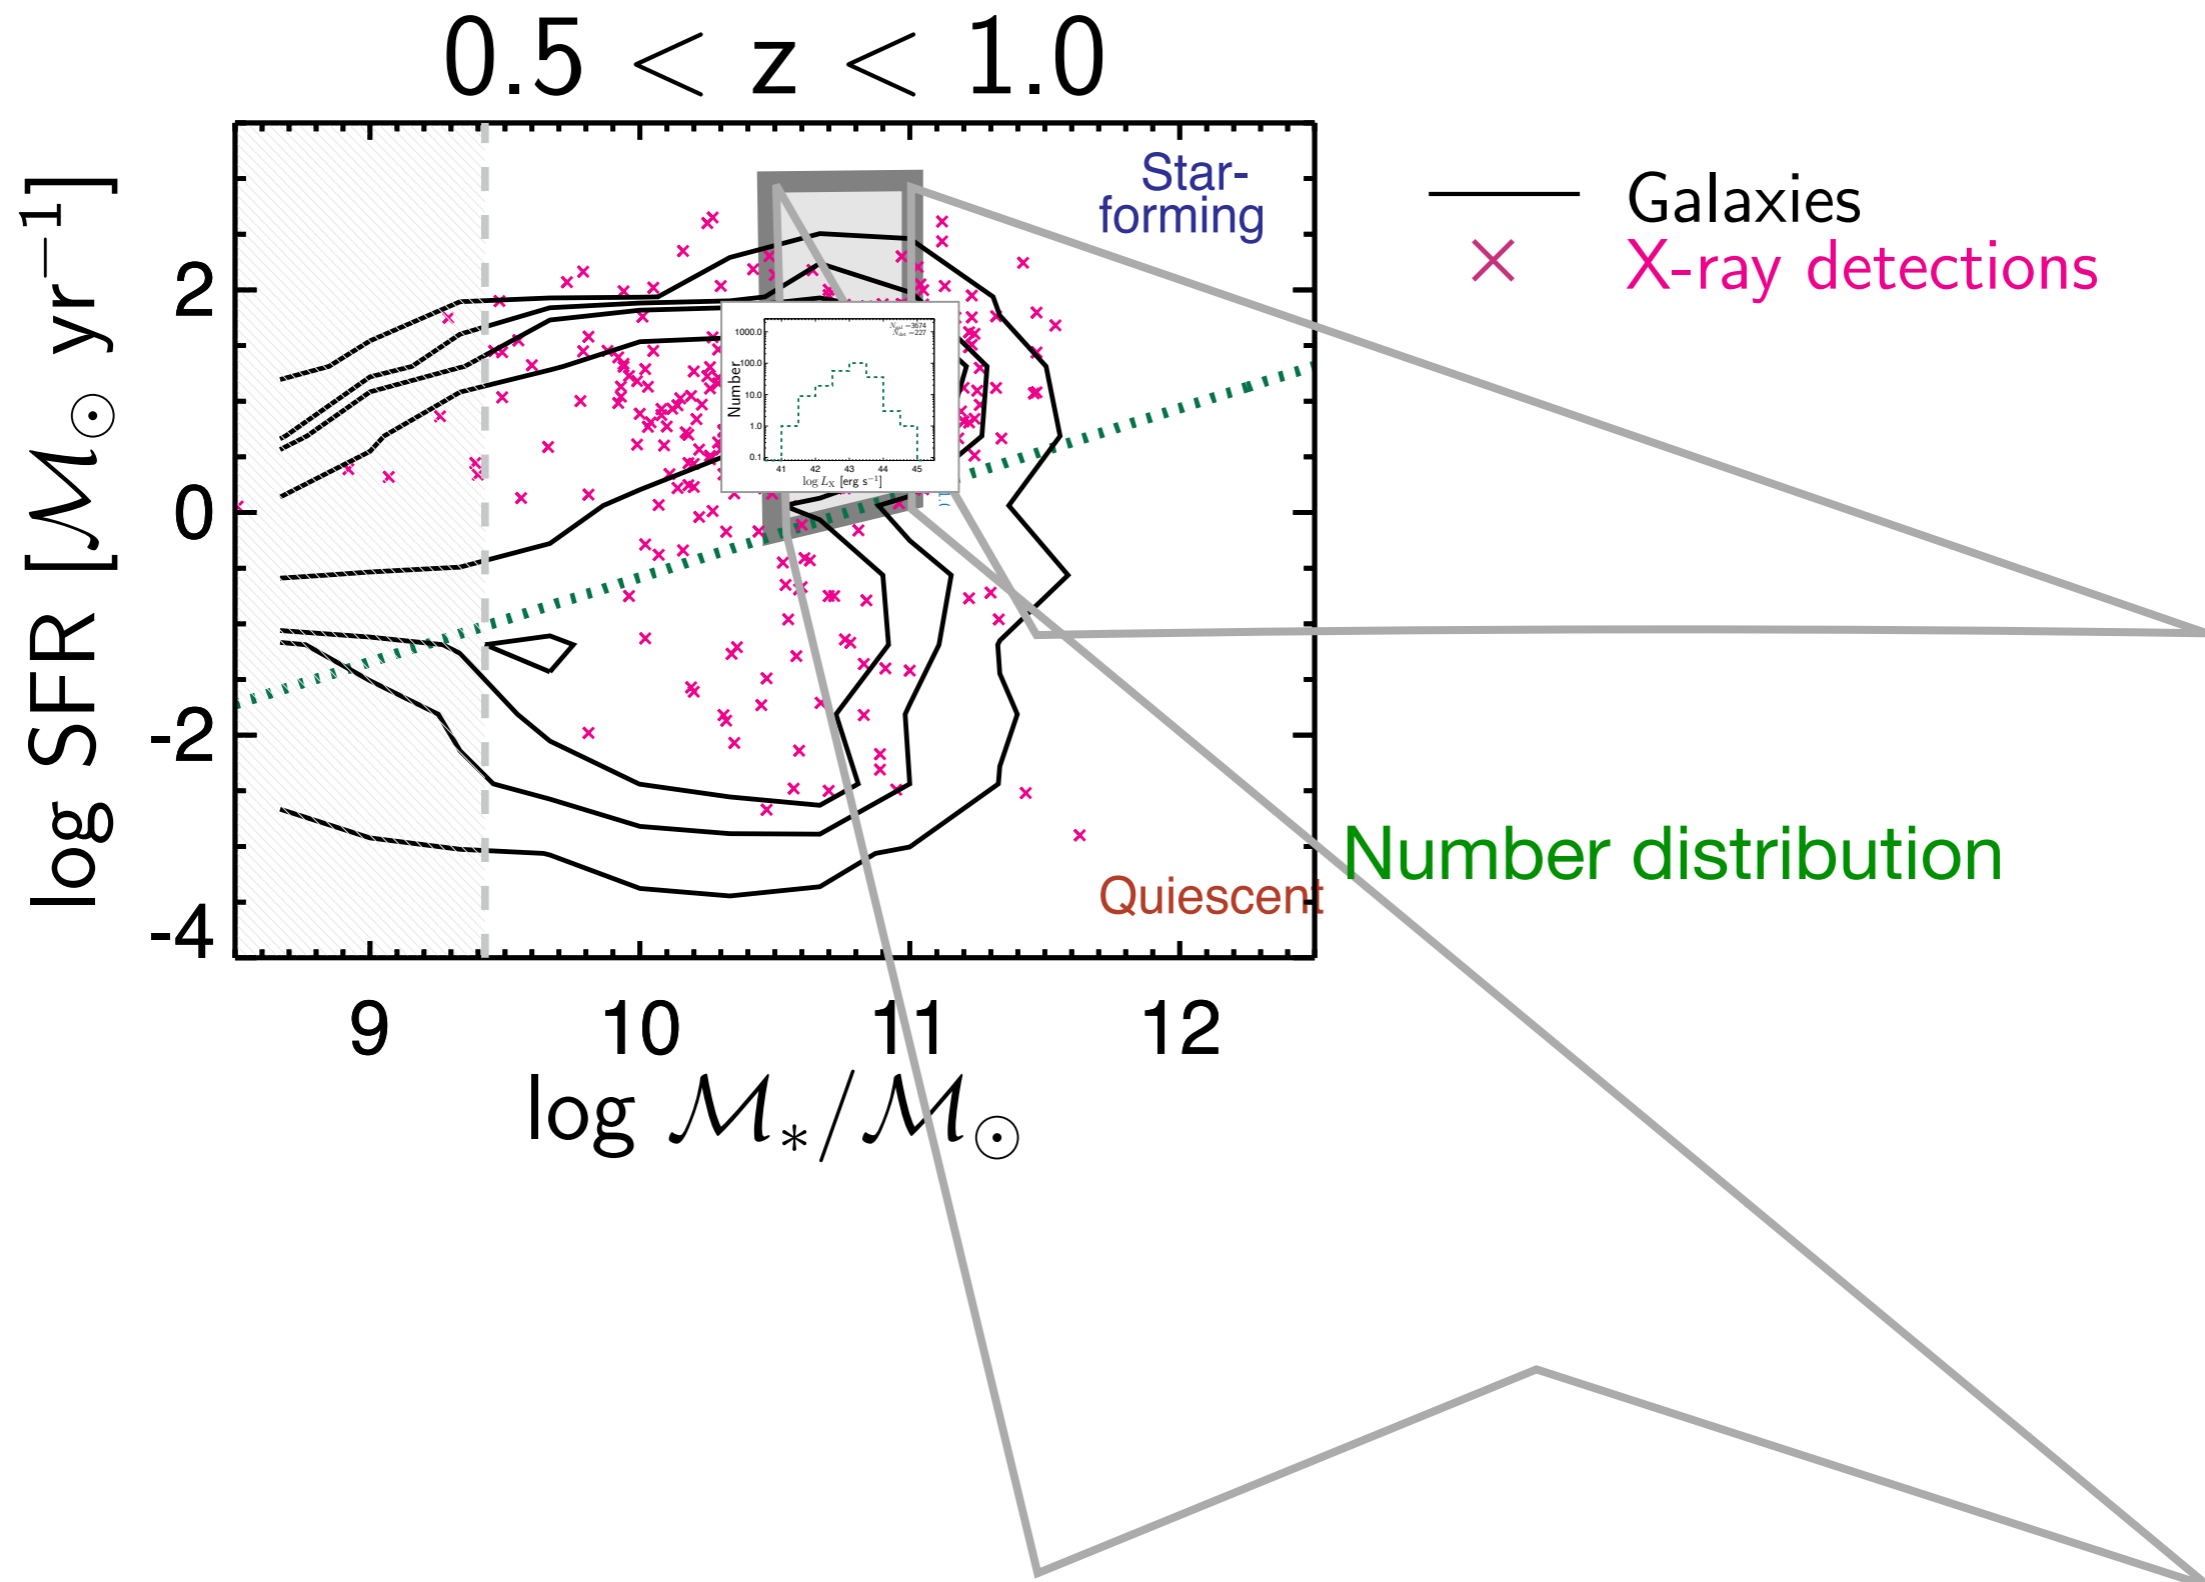 0.5 < z < 1.0
log SFR [ℳ⊙ yr⁻¹]
2
0
-2
-4
Star-
forming
Quiescent
Galaxies
X-ray detections
Number
1000.0
100.0
10.0
1.0
0.1
41 42 43 44 45
log L_X [erg s⁻¹]
Number distribution
9 10 11 12
log ℳ*/ℳ⊙